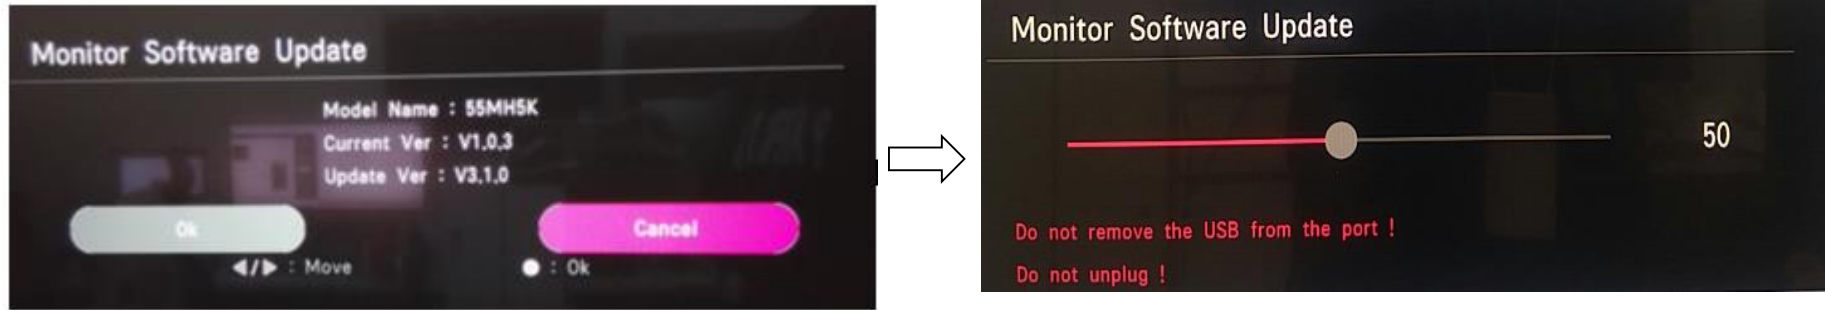 Monitor Software Update
Model Name : 55MH5K
Current Ver : V1.0.3
Update Ver : V3.1.0
Ok
Cancel
◀/▶ : Move
● : Ok
Monitor Software Update
50
Do not remove the USB from the port !
Do not unplug !